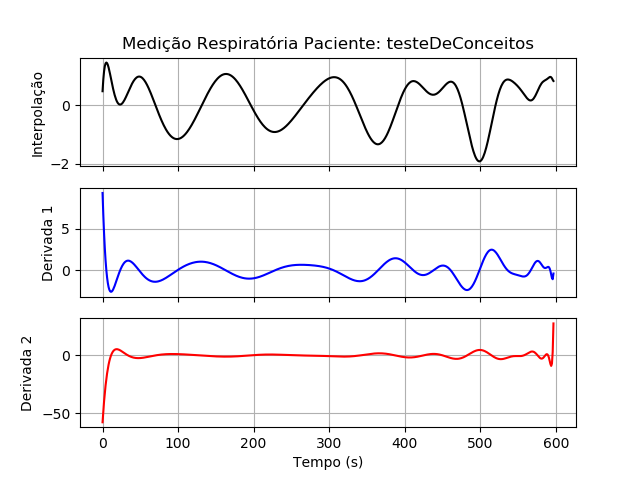 Medição Respiratória Paciente: testeDeConceitos
Interpolação
0
−2
Derivada 1
5
0
Derivada 2
0
−50
0 100 200 300 400 500 600
Tempo (s)